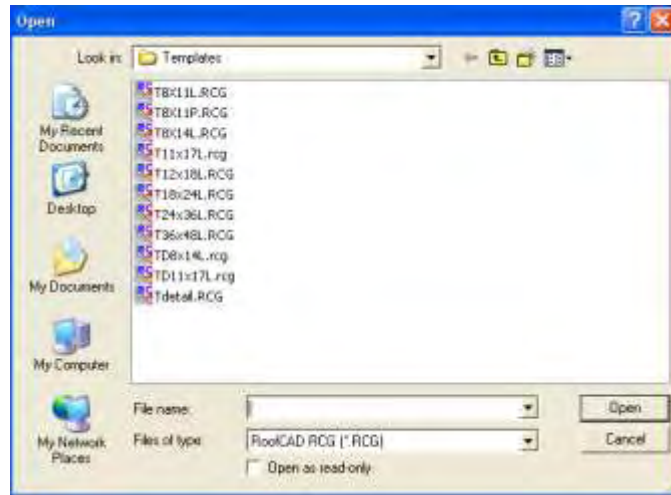 Open
Look in:
Templates
T8X11L.RCG
T8X11P.RCG
T8X14L.RCG
T11x17L.rcg
T12x18L.RCG
T18x24L.RCG
T24x36L.RCG
T36x48L.RCG
TD8x14L.rcg
TD11x17L.rcg
Tdetail.RCG
My Recent
Documents
Desktop
My Documents
My Computer
My Network
Places
File name:
Open
Files of type:
RoofCAD RCG (*.RCG)
Cancel
Open as read-only